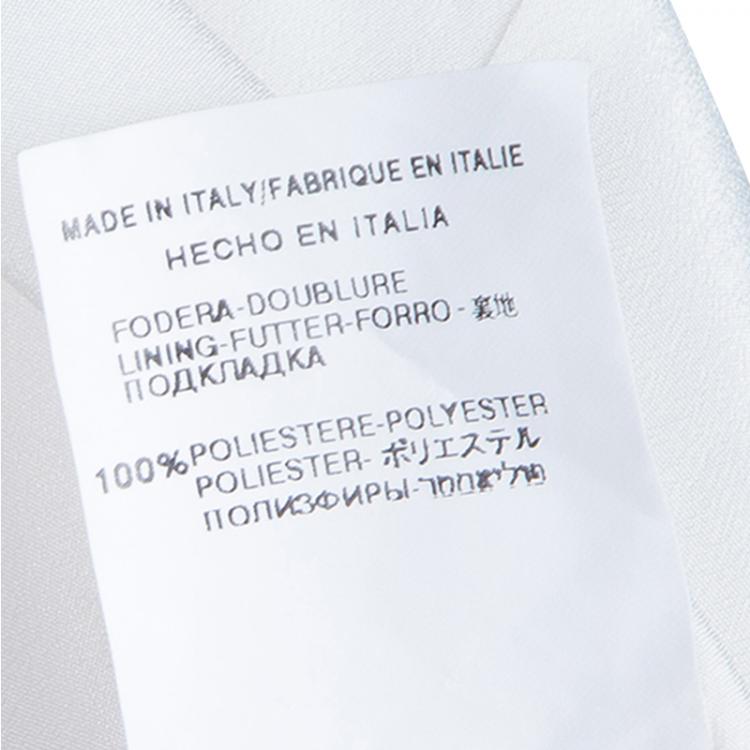 MADE IN ITALY/FABRIQUE EN ITALIE
HECHO EN ITALIA
FODERA-DOUBLURE
LINING-FUTTER-FORRO - 裏地
ПОДКЛАДКА
100% POLIESTERE-POLYESTER
POLIESTER- ポリエステル
ПОЛИЗФИРЫ-